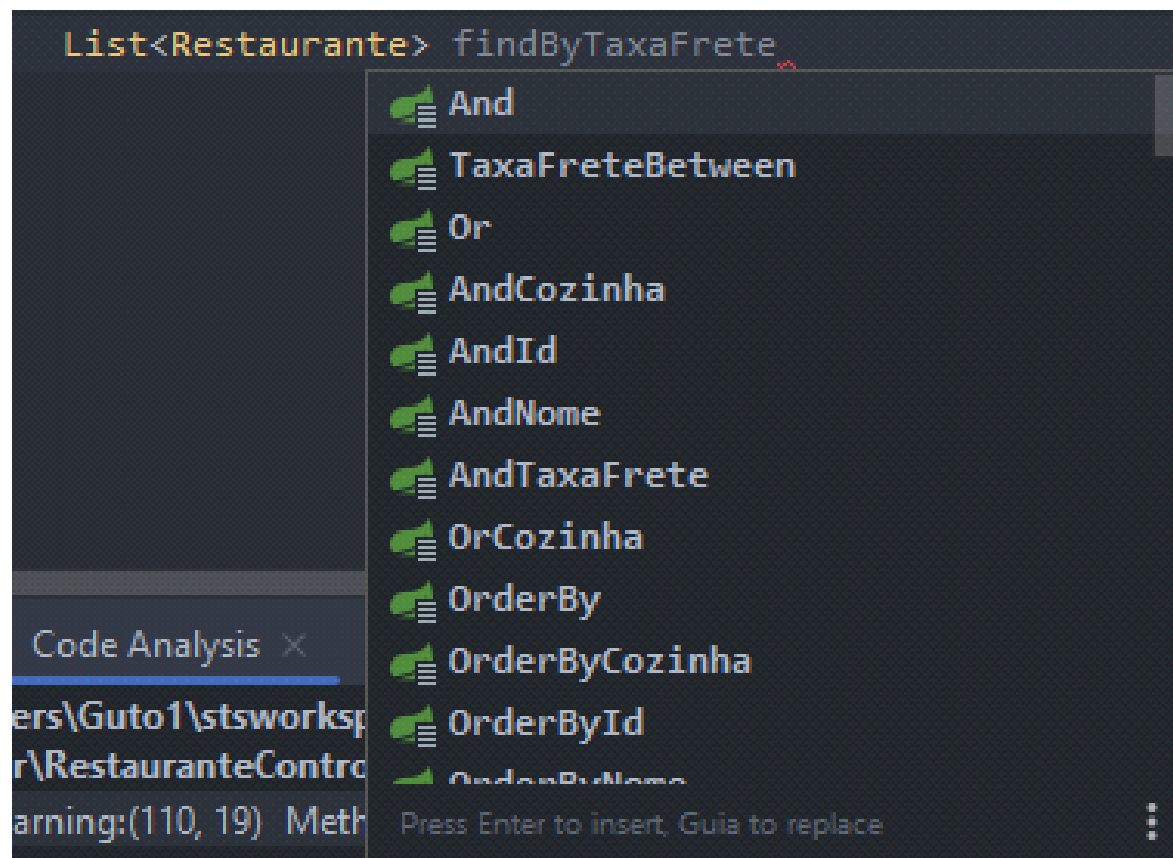 List<Restaurante> findByTaxaFrete
And
TaxaFreteBetween
Or
AndCozinha
AndId
AndNome
AndTaxaFrete
OrCozinha
OrderBy
OrderByCozinha
OrderById
OrderByNome
Code Analysis
ers\Guto1\stsworksp
r\RestauranteContro
arning:(110, 19) Meth
Press Enter to insert, Guia to replace